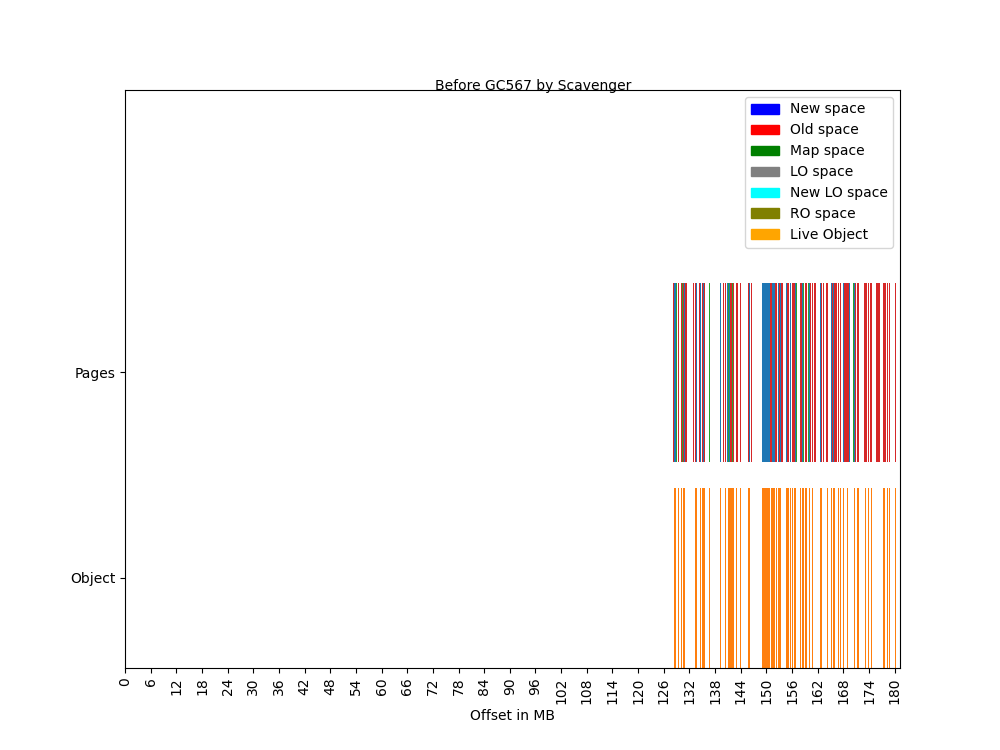 Before GC567 by Scavenger
New space
Old space
Map space
LO space
New LO space
RO space
Live Object
Pages
Object
0 6 12 18 24 30 36 42 48 54 60 66 72 78 84 90 96 102 108 114 120 126 132 138 144 150 156 162 168 174 180
Offset in MB